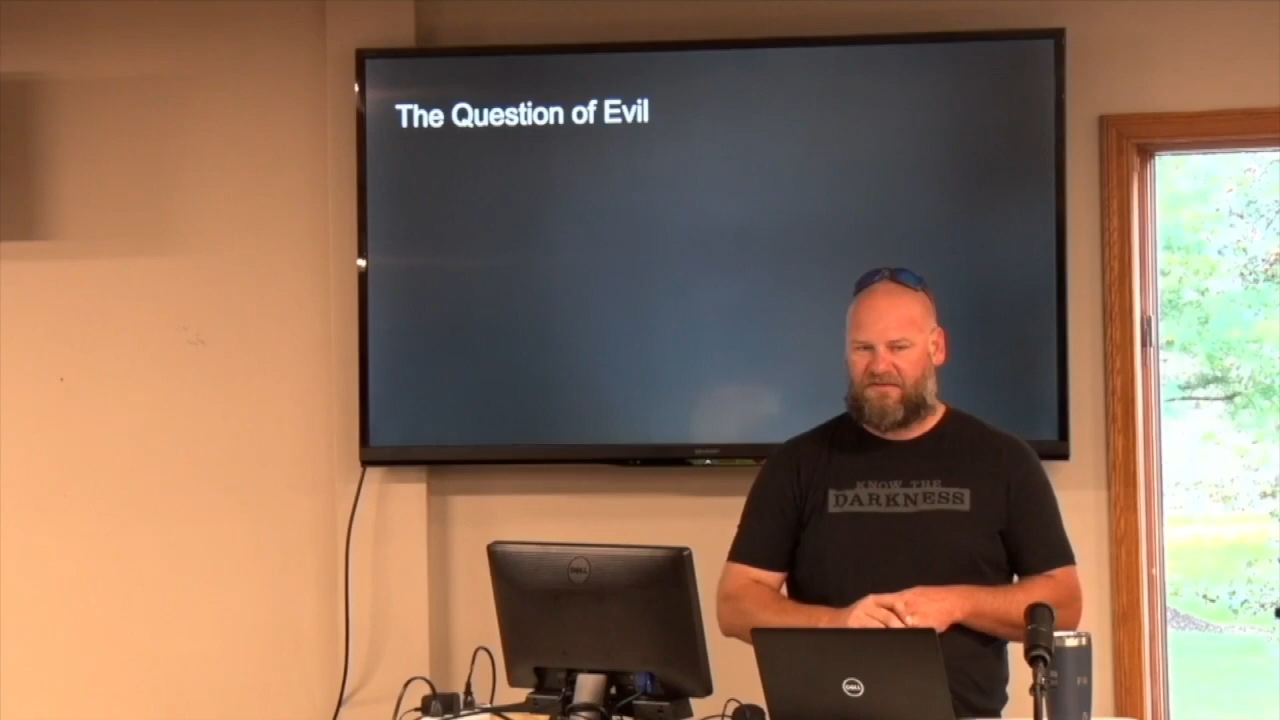 The Question of Evil
KNOW THE
DARKNESS
DELL
DELL